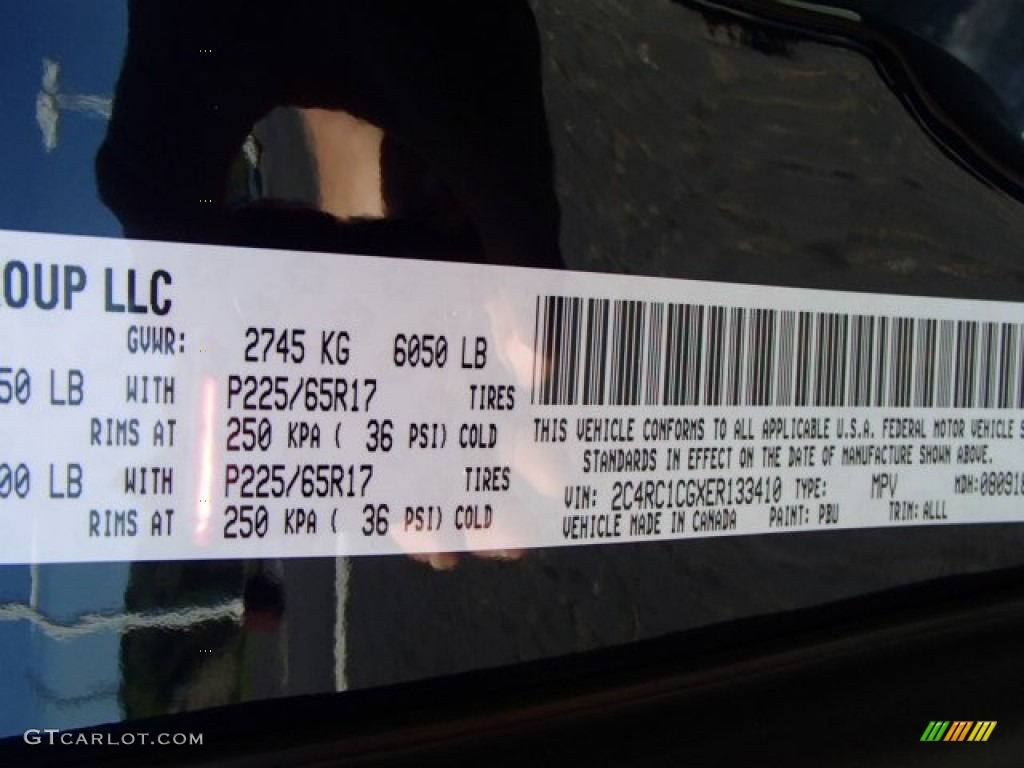 OUP LLC
GVWR: 2745 KG 6050 LB
50 LB WITH P225/65R17 TIRES
RIMS AT 250 KPA ( 36 PSI) COLD
00 LB WITH P225/65R17 TIRES
RIMS AT 250 KPA ( 36 PSI) COLD
THIS VEHICLE CONFORMS TO ALL APPLICABLE U.S.A. FEDERAL MOTOR VEHICLE S
STANDARDS IN EFFECT ON THE DATE OF MANUFACTURE SHOWN ABOVE.
VIN: 2C4RC1CGXER133410 TYPE: MPV MDH: 080918
VEHICLE MADE IN CANADA PAINT: PBU TRIM: ALLL
GTCARLOT.COM